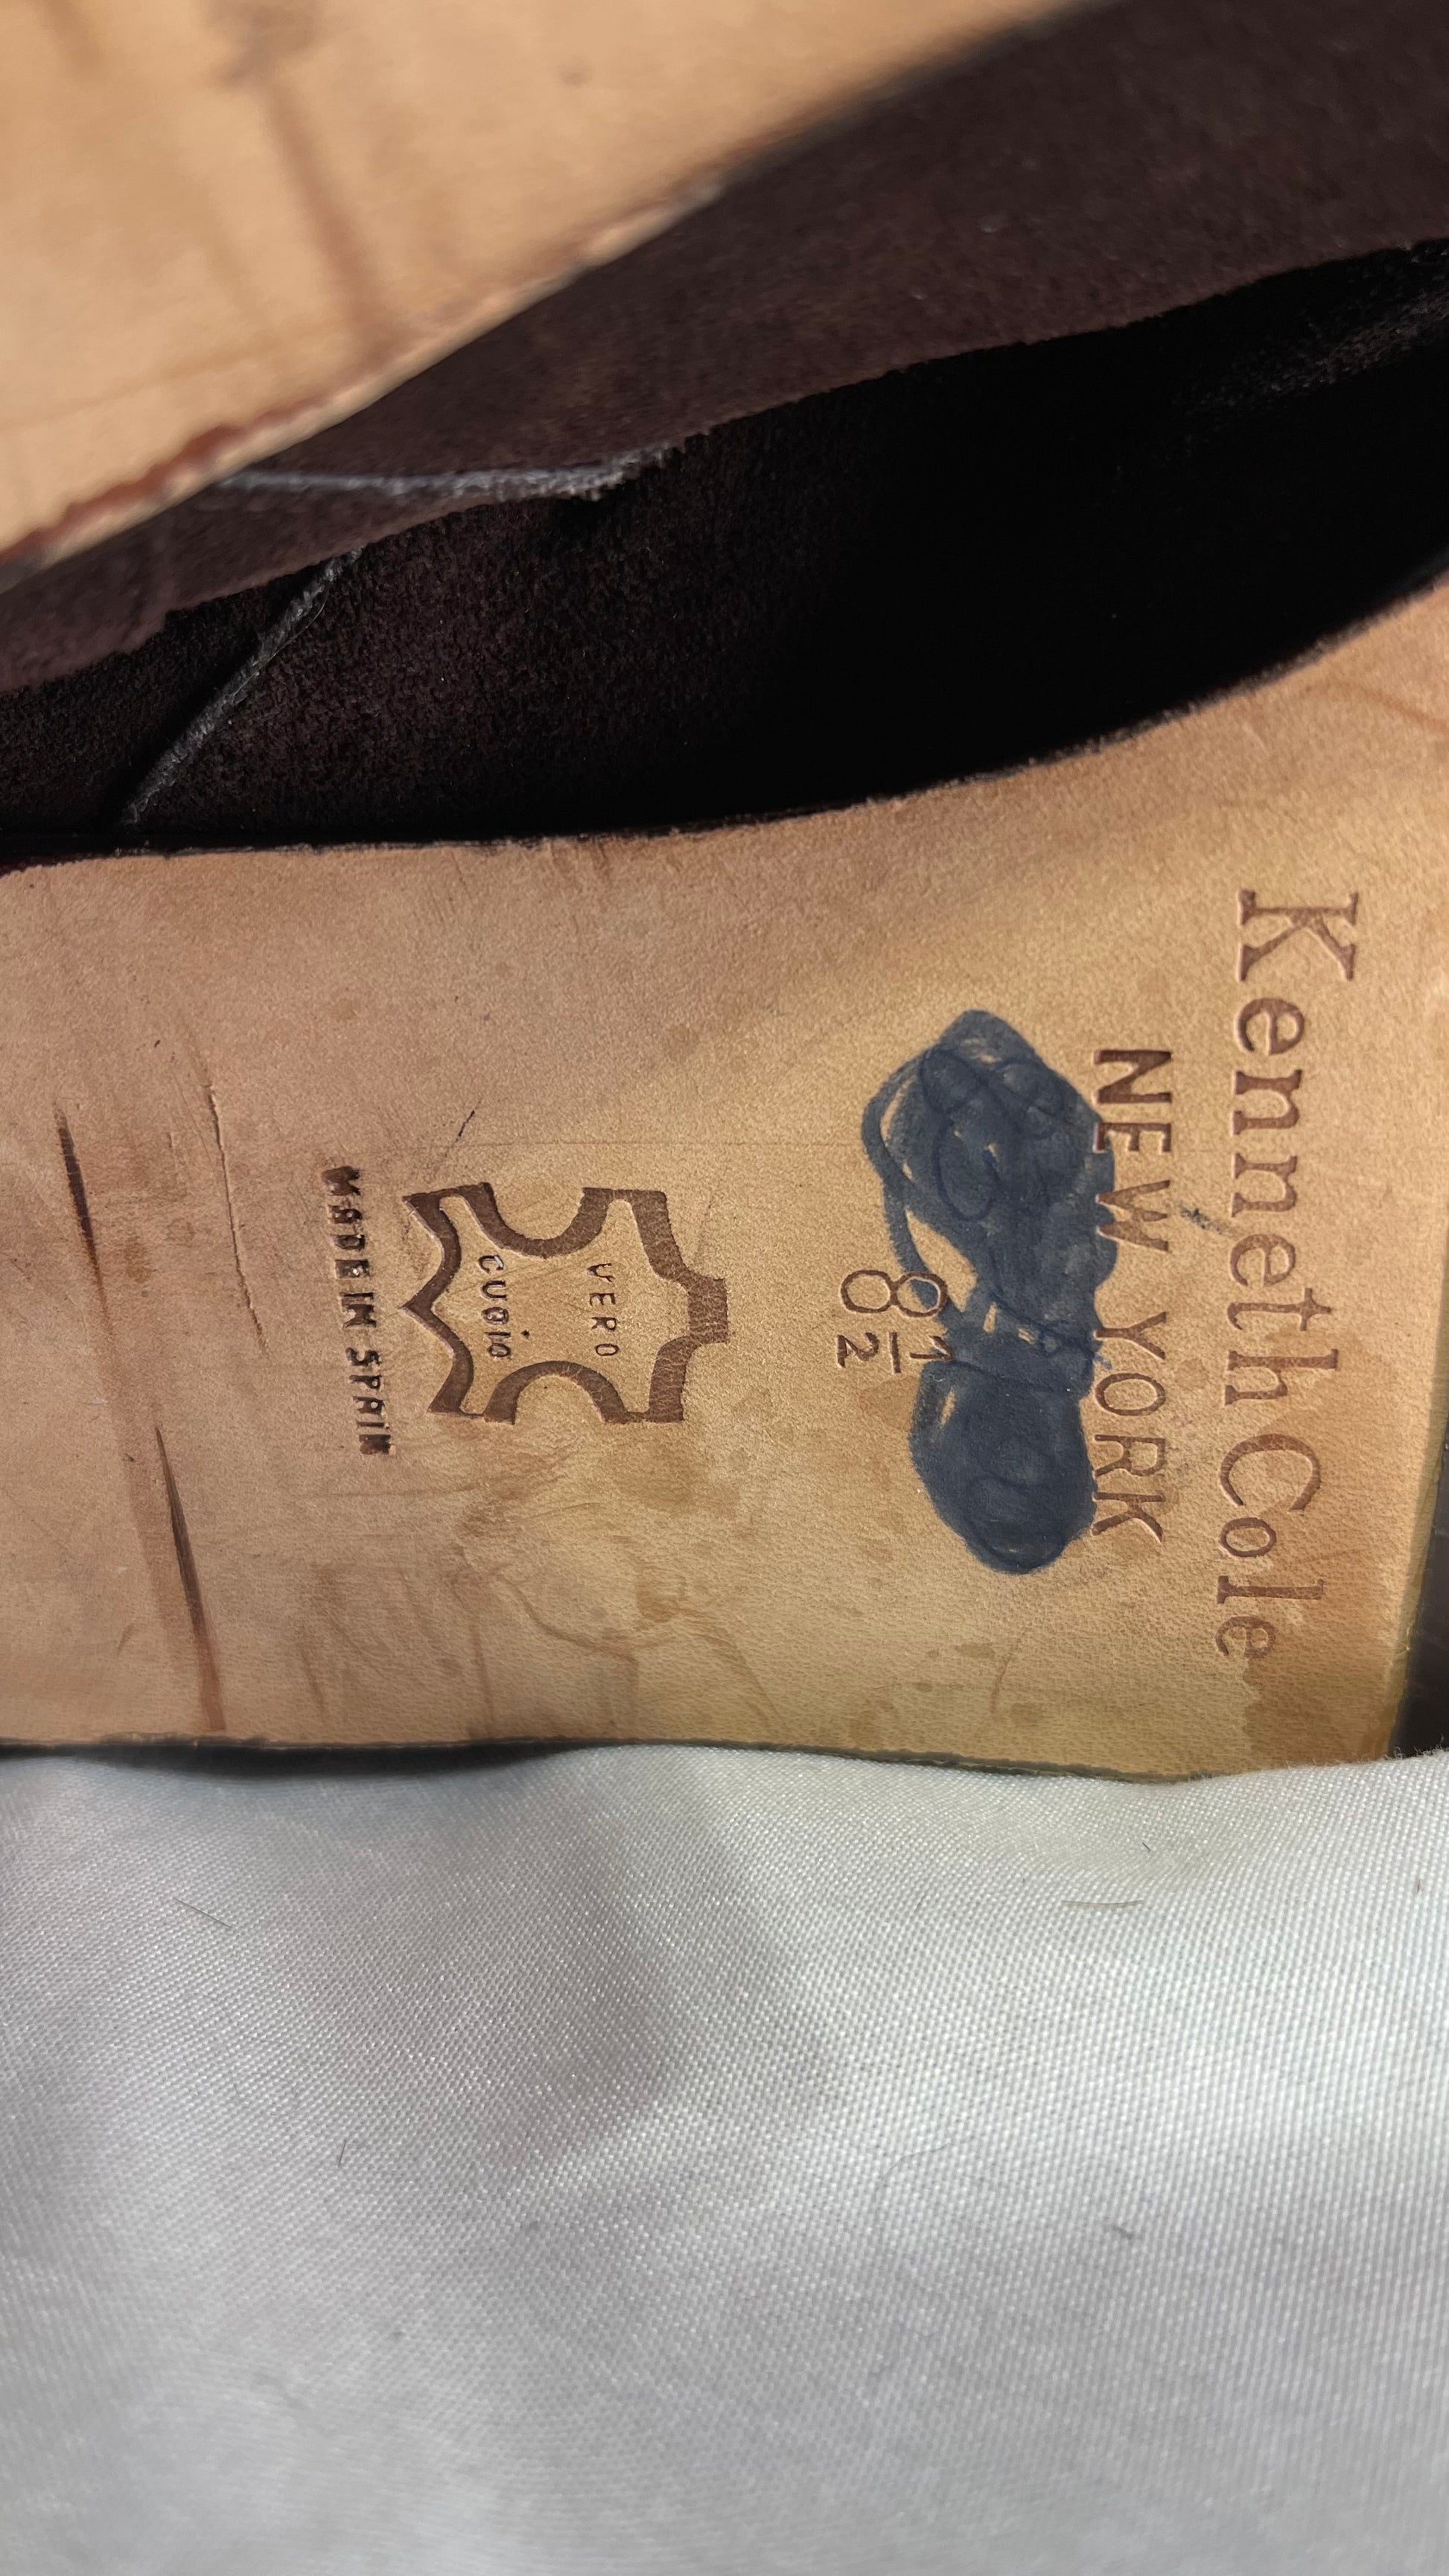 Kenneth Cole
NEW YORK
8 1/2
VERO
CUOIO
MADE IN SPAIN